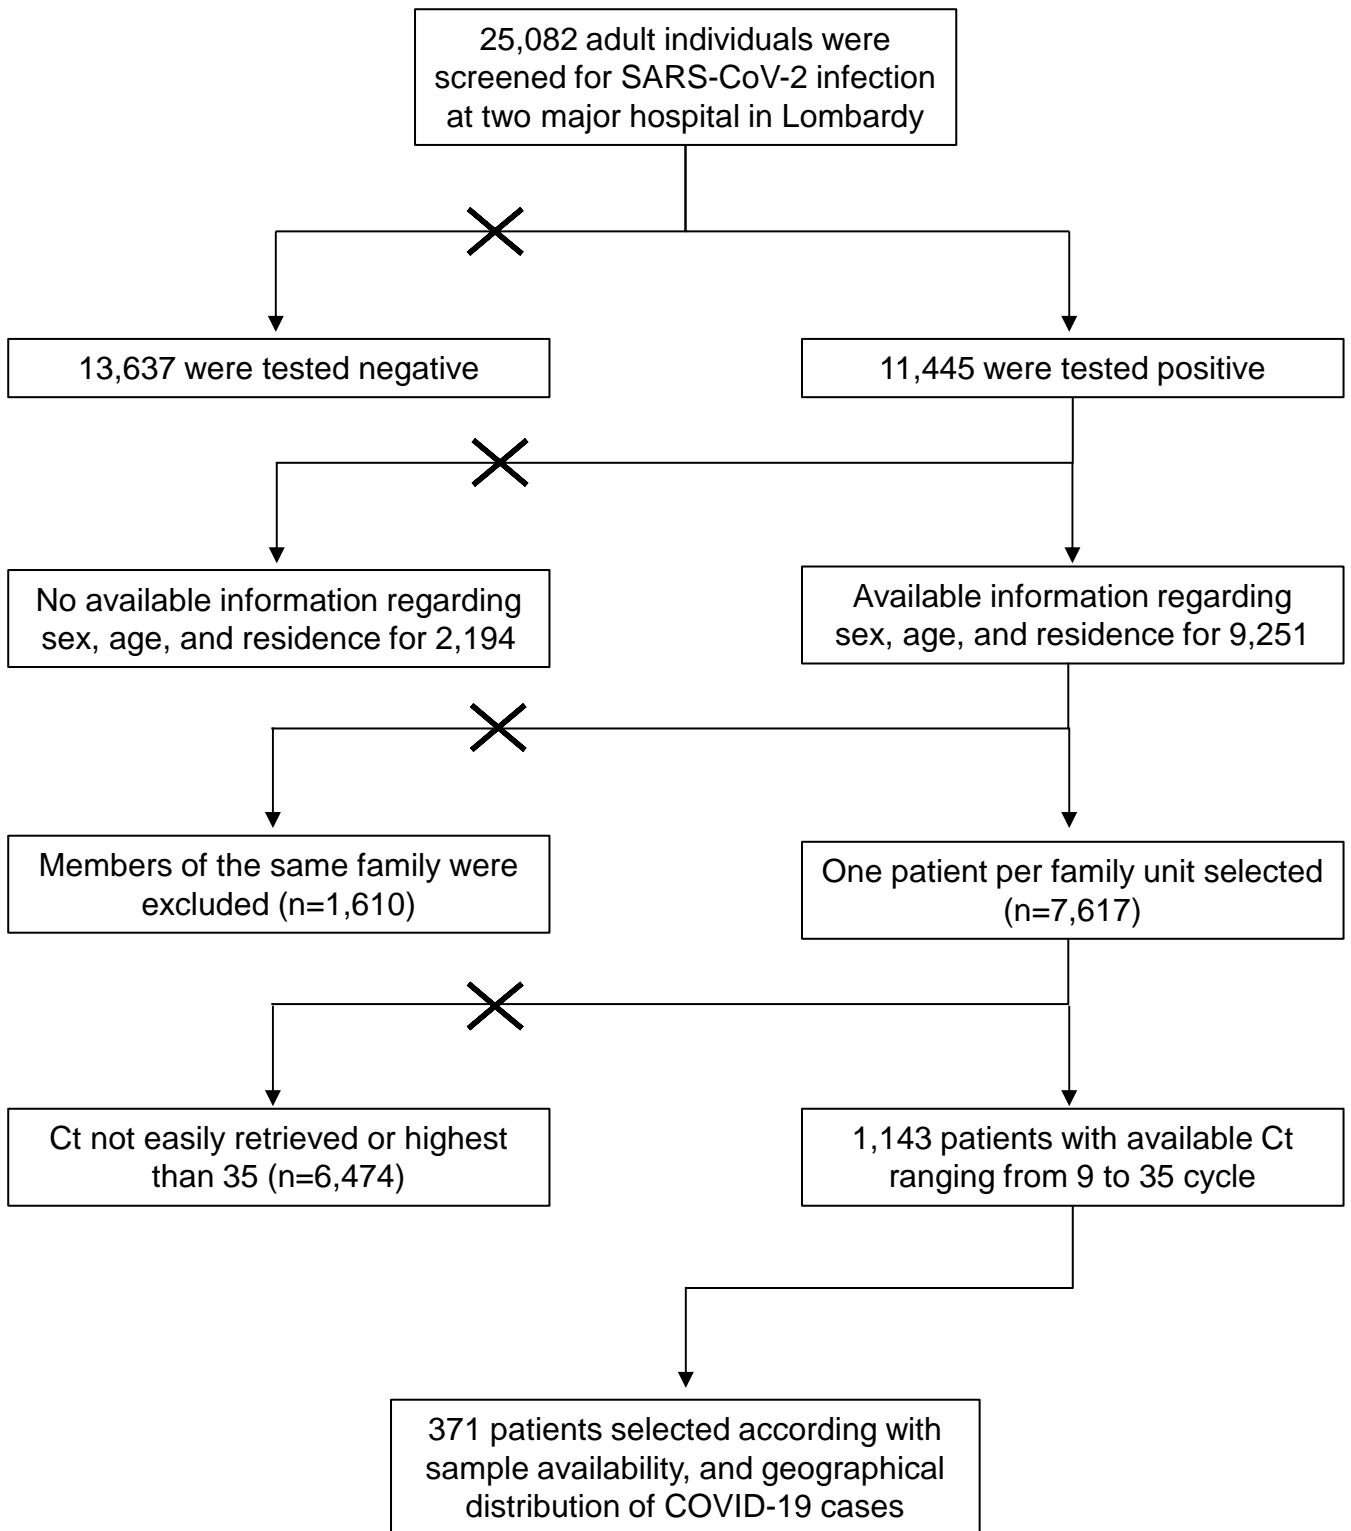 25,082 adult individuals were
screened for SARS-CoV-2 infection
at two major hospital in Lombardy
13,637 were tested negative
11,445 were tested positive
No available information regarding
sex, age, and residence for 2,194
Available information regarding
sex, age, and residence for 9,251
Members of the same family were
excluded (n=1,610)
One patient per family unit selected
(n=7,617)
Ct not easily retrieved or highest
than 35 (n=6,474)
1,143 patients with available Ct
ranging from 9 to 35 cycle
371 patients selected according with
sample availability, and geographical
distribution of COVID-19 cases